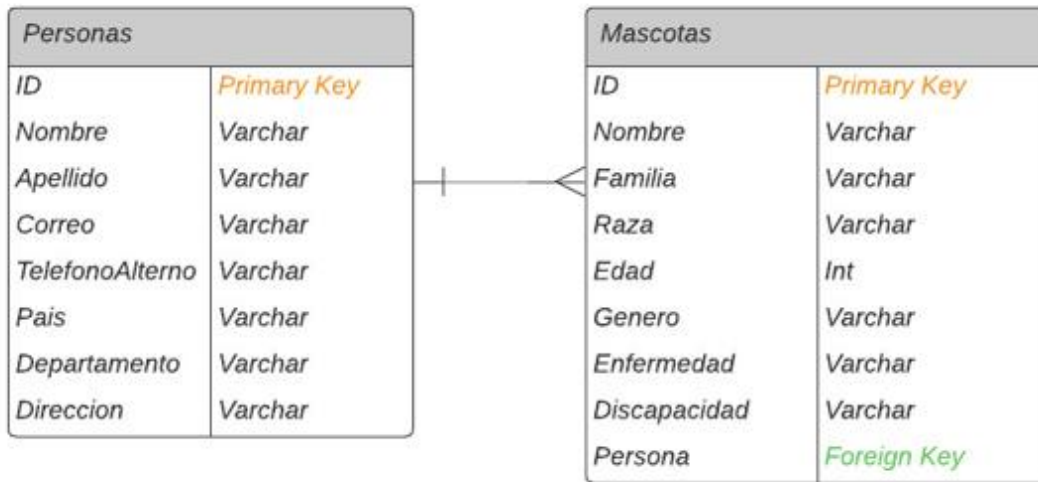 Personas
ID Primary Key
Nombre Varchar
Apellido Varchar
Correo Varchar
TelefonoAlterno Varchar
Pais Varchar
Departamento Varchar
Direccion Varchar
Mascotas
ID Primary Key
Nombre Varchar
Familia Varchar
Raza Varchar
Edad Int
Genero Varchar
Enfermedad Varchar
Discapacidad Varchar
Persona Foreign Key